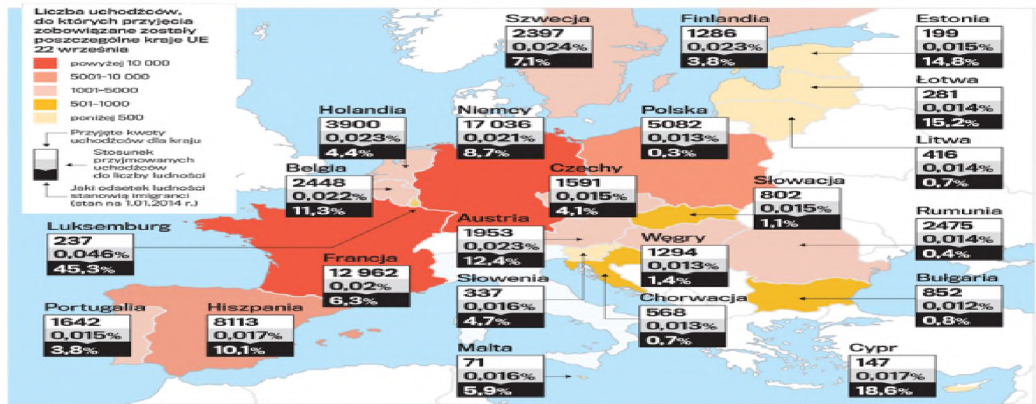 Liczba uchodźców,
do których przyjęcia
zobowiązane zostały
poszczególne kraje UE
22 września
powyżej 10 000
5001-10 000
1001-5000
501-1000
poniżej 500
Przyjęte kwoty
uchodźców dla kraju
Stosunek
przyjmowanych
uchodźców
do liczby ludności
Jaki odsetek ludności
stanowią imigranci
(stan na 1.01.2014 r.)
Szwecja
2397
0,024%
7,1%
Finlandia
1286
0,023%
3,8%
Estonia
199
0,015%
14,8%
Łotwa
281
0,014%
15,2%
Litwa
416
0,014%
0,7%
Holandia
3900
0,023%
4,4%
Niemcy
17 036
0,021%
8,7%
Polska
5082
0,013%
0,3%
Belgia
2448
0,022%
11,3%
Czechy
1591
0,015%
4,1%
Słowacja
802
0,015%
1,1%
Luksemburg
237
0,046%
45,3%
Austria
1953
0,023%
12,4%
Węgry
1294
0,013%
1,4%
Rumunia
2475
0,014%
0,4%
Francja
12 962
0,02%
6,3%
Słowenia
337
0,016%
4,7%
Chorwacja
568
0,013%
0,7%
Bułgaria
852
0,012%
0,8%
Portugalia
1642
0,015%
3,8%
Hiszpania
8113
0,017%
10,1%
Malta
71
0,016%
5,9%
Cypr
147
0,017%
18,6%